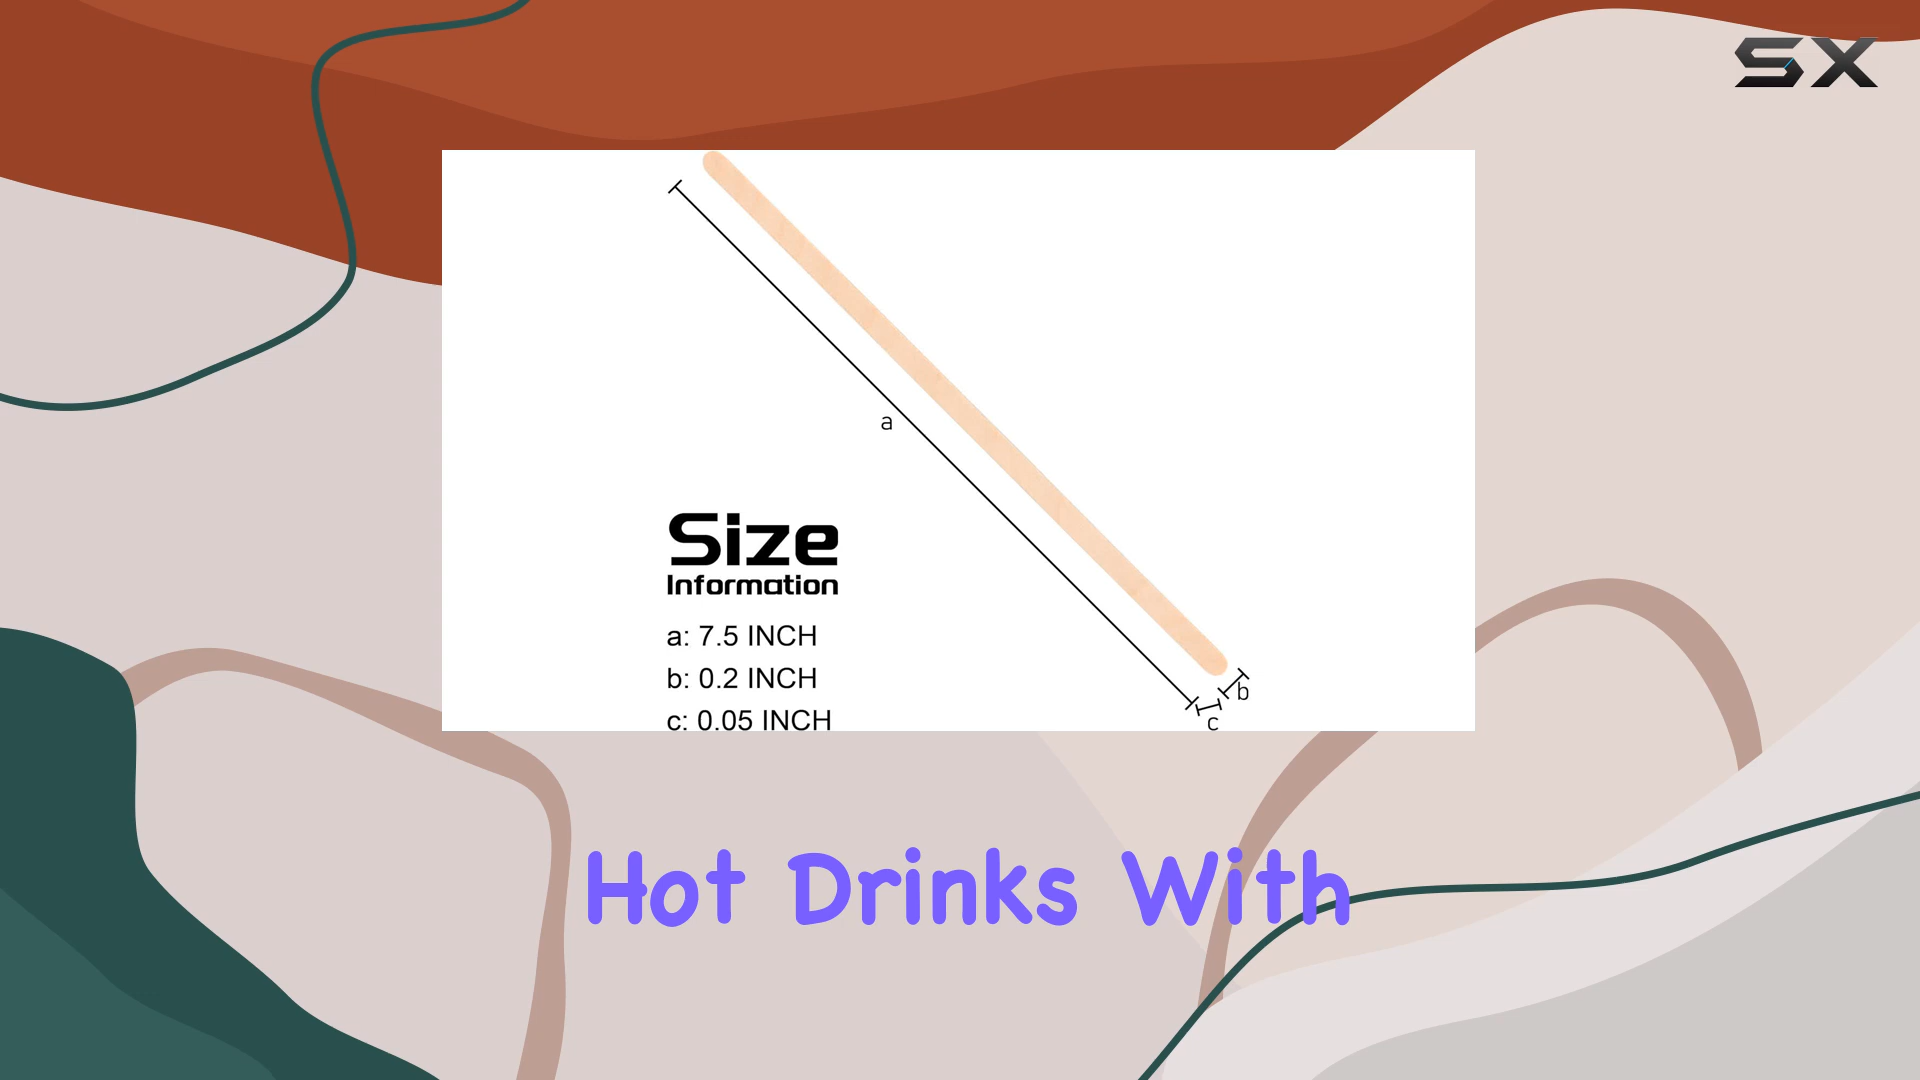 SX
a
Size
Information
a: 7.5 INCH
b: 0.2 INCH
c: 0.05 INCH
b
c
Hot Drinks With